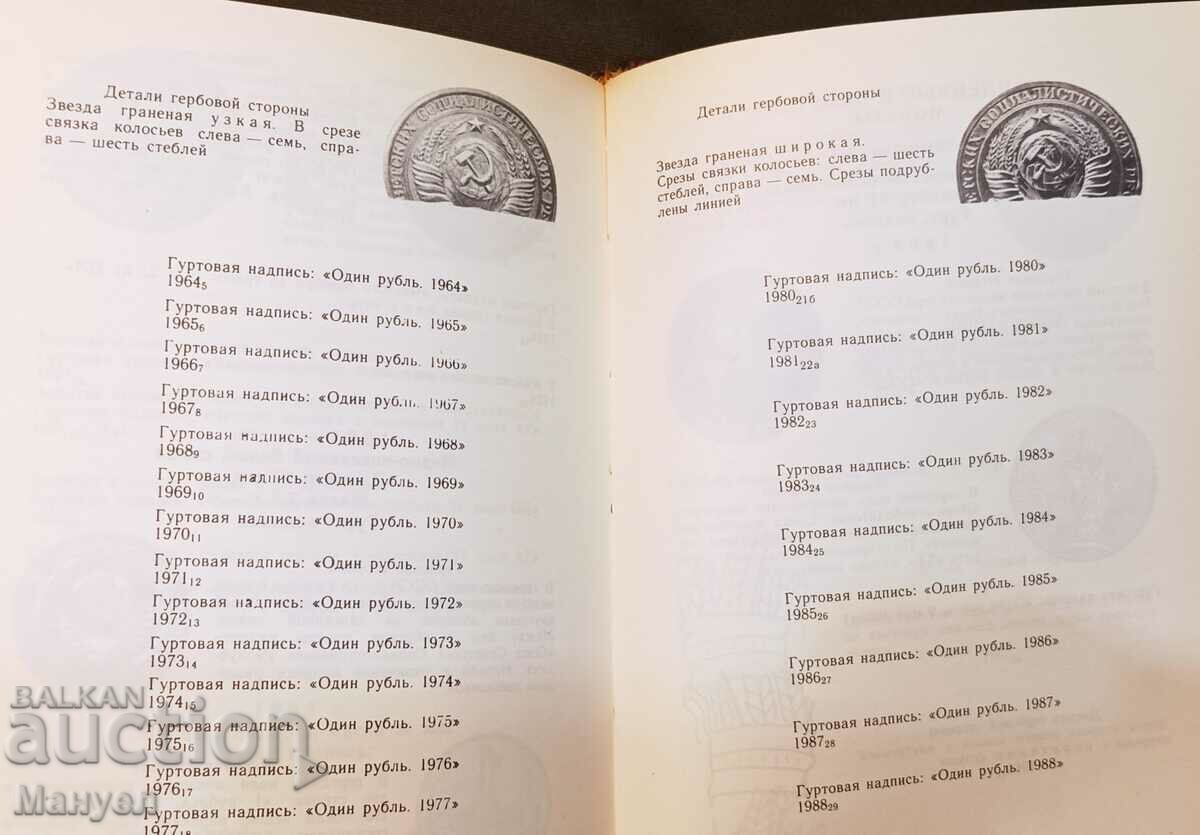 Детали гербовой стороны
Звезда граненая узкая. В срезе
связка колосьев слева — семь, спра-
ва — шесть стеблей
Гуртовая надпись: «Один рубль. 1964»
1964₅
Гуртовая надпись: «Один рубль. 1965»
1965₆
Гуртовая надпись: «Один рубль. 1966»
1966₇
Гуртовая надпись: «Один рубль. 1967»
1967₈
Гуртовая надпись: «Один рубль. 1968»
1968₉
Гуртовая надпись: «Один рубль. 1969»
1969₁₀
Гуртовая надпись: «Один рубль. 1970»
1970₁₁
Гуртовая надпись: «Один рубль. 1971»
1971₁₂
Гуртовая надпись: «Один рубль. 1972»
1972₁₃
Гуртовая надпись: «Один рубль. 1973»
1973₁₄
Гуртовая надпись: «Один рубль. 1974»
1974₁₅
Гуртовая надпись: «Один рубль. 1975»
1975₁₆
Гуртовая надпись: «Один рубль. 1976»
1976₁₇
Гуртовая надпись: «Один рубль. 1977»
1977₁₈
Детали гербовой стороны
Звезда граненая широкая.
Срезы связки колосьев: слева — шесть
стеблей, справа — семь. Срезы подруб-
лены линией
СКИХ СОЦИАЛИСТИЧЕСКИХ
Гуртовая надпись: «Один рубль. 1980»
1980₂₁б
Гуртовая надпись: «Один рубль. 1981»
1981₂₂а
Гуртовая надпись: «Один рубль. 1982»
1982₂₃
Гуртовая надпись: «Один рубль. 1983»
1983₂₄
Гуртовая надпись: «Один рубль. 1984»
1984₂₅
Гуртовая надпись: «Один рубль. 1985»
1985₂₆
Гуртовая надпись: «Один рубль. 1986»
1986₂₇
Гуртовая надпись: «Один рубль. 1987»
1987₂₈
Гуртовая надпись: «Один рубль. 1988»
1988₂₉
BALKAN
auction
Мануел